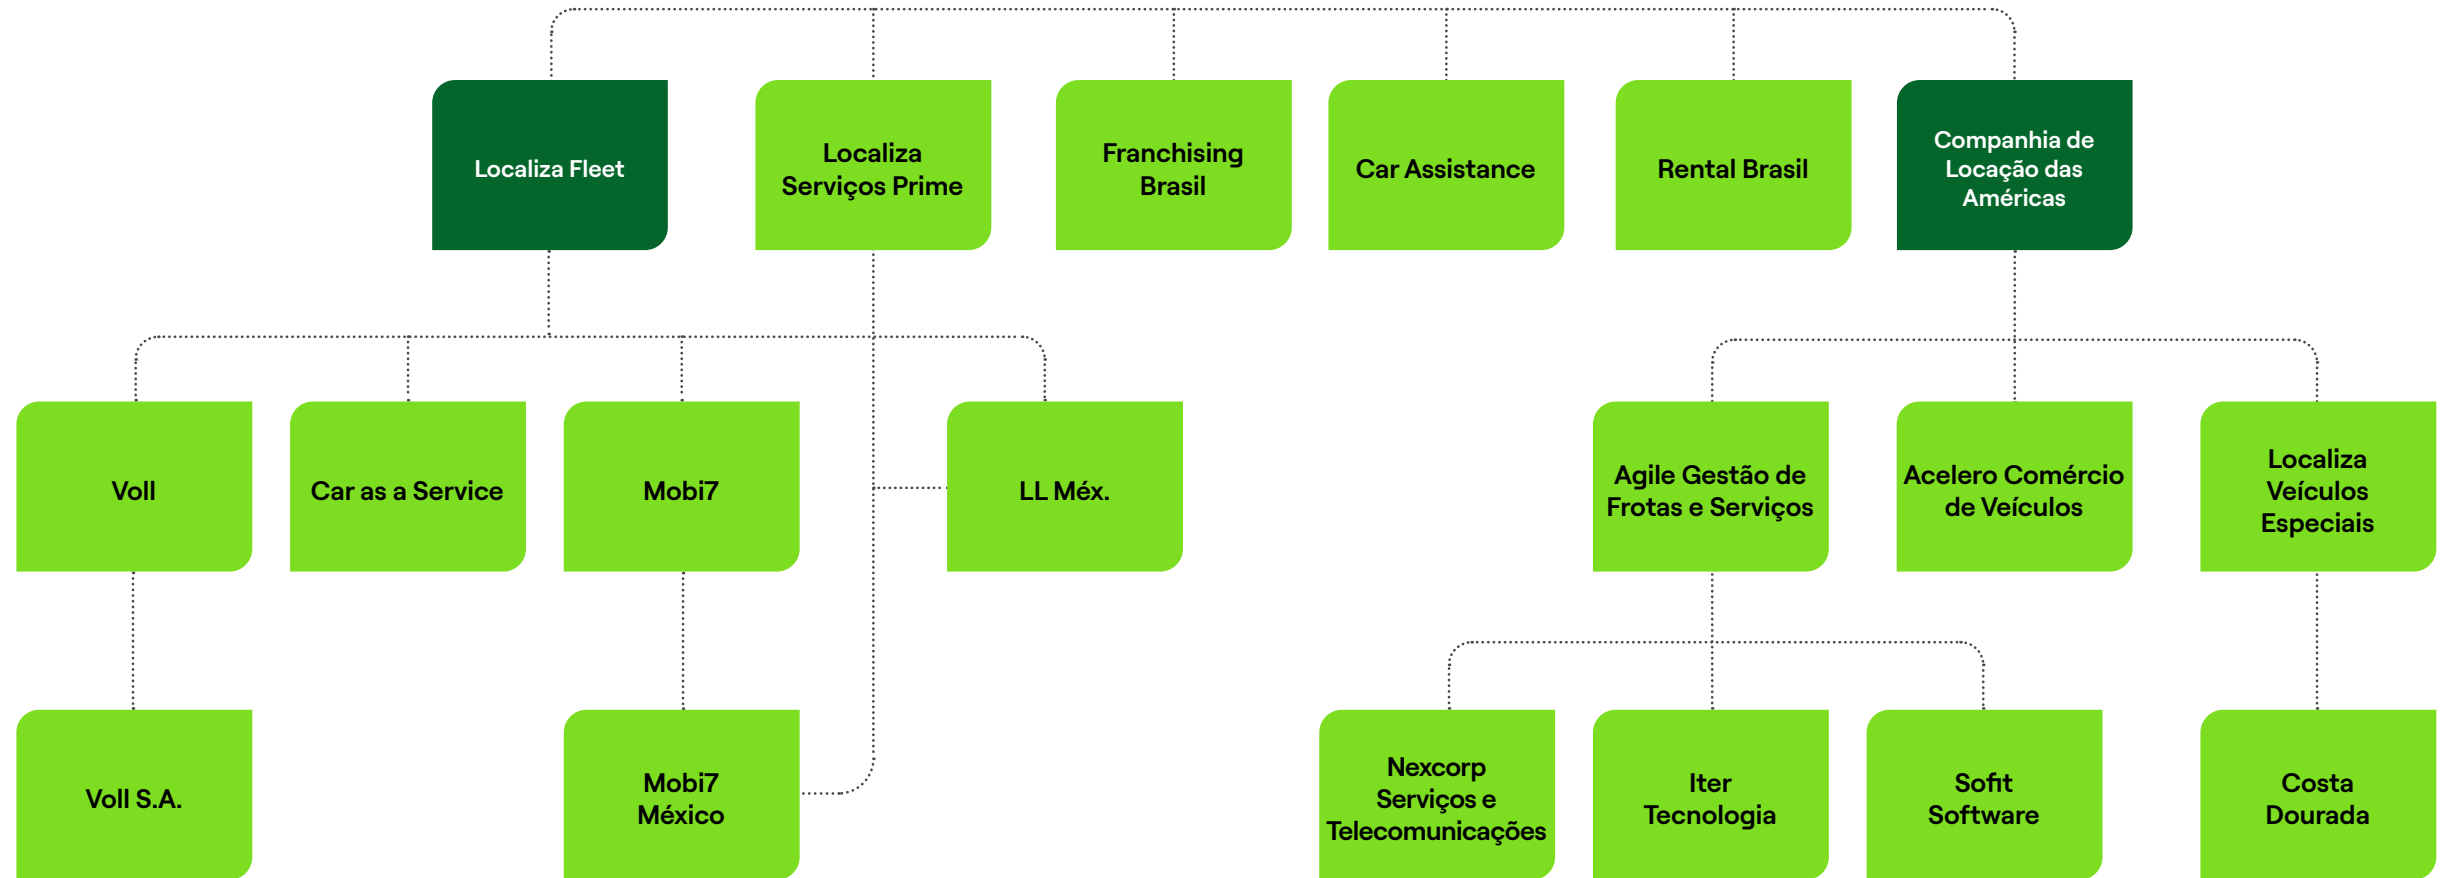 Localiza Fleet
Localiza
Serviços Prime
Franchising
Brasil
Car Assistance
Rental Brasil
Companhia de
Locação das
Américas
Voll
Car as a Service
Mobi7
LL Méx.
Agile Gestão de
Frotas e Serviços
Acelero Comércio
de Veículos
Localiza
Veículos
Especiais
Voll S.A.
Mobi7
México
Nexcorp
Serviços e
Telecomunicações
Iter
Tecnologia
Sofit
Software
Costa
Dourada